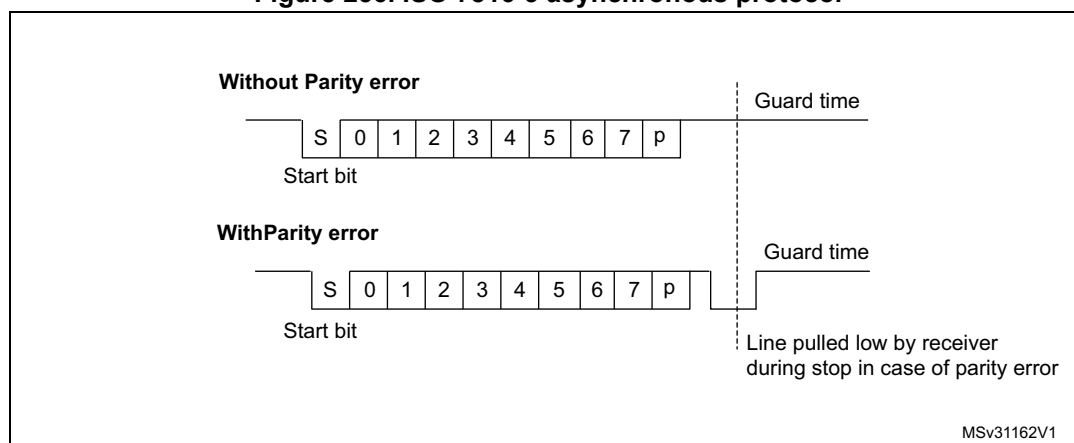 Without Parity error
Guard time
S 0 1 2 3 4 5 6 7 p
Start bit
WithParity error
Guard time
S 0 1 2 3 4 5 6 7 p
Start bit
Line pulled low by receiver
during stop in case of parity error
MSv31162V1